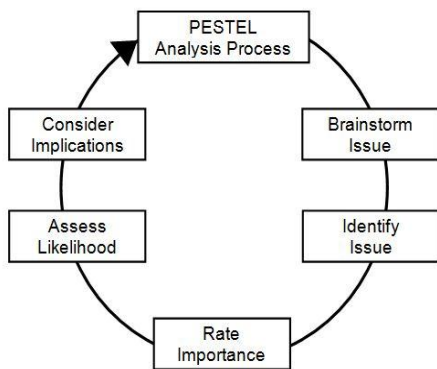 PESTEL
Analysis Process
Brainstorm
Issue
Identify
Issue
Rate
Importance
Assess
Likelihood
Consider
Implications